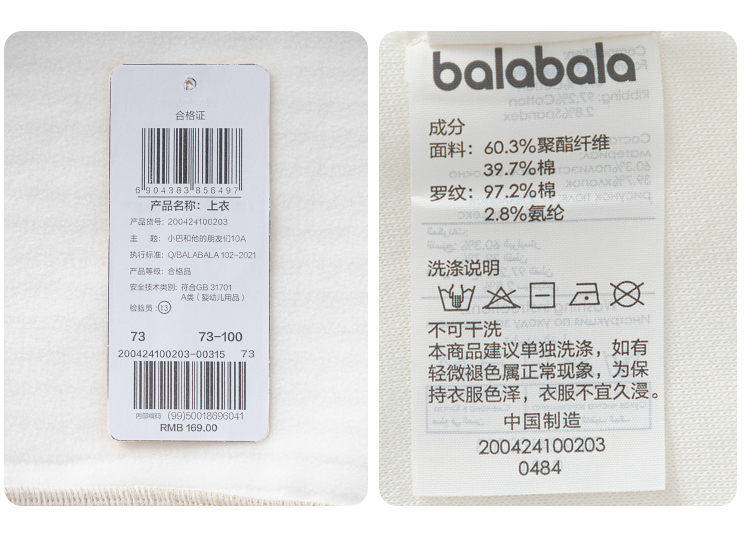 合格证
6 904383 856497
产品名称：上衣
产品货号: 200424100203
主　题: 小巴和他的朋友们10A
执行标准: Q/BALABALA 102-2021
产品等级: 合格品
安全技术类别: 符合GB 31701
A类 (婴幼儿用品)
检验员: 13
73 73-100
200424100203-00315 73
内部编码 (99)50018696041
RMB 169.00
balabala
成分
面料: 60.3%聚酯纤维
39.7%棉
罗纹: 97.2%棉
2.8%氨纶
洗涤说明
不可干洗
本商品建议单独洗涤，如有
轻微褪色属正常现象，为保
持衣服色泽，衣服不宜久浸。
中国制造
200424100203
0484